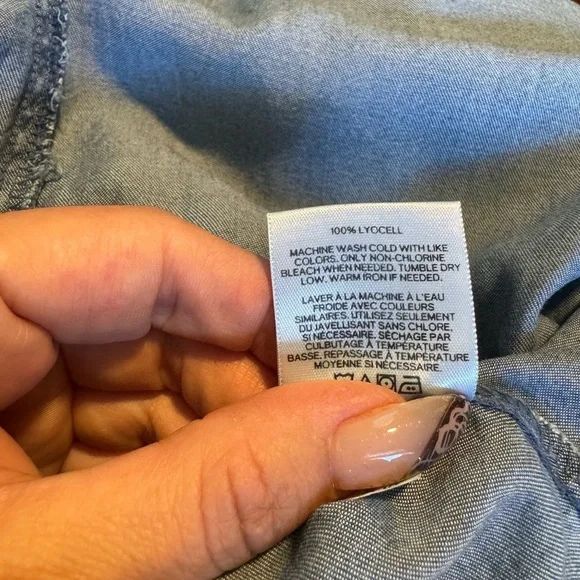 100% LYOCELL
MACHINE WASH COLD WITH LIKE
COLORS. ONLY NON-CHLORINE
BLEACH WHEN NEEDED. TUMBLE DRY
LOW. WARM IRON IF NEEDED.
LAVER À LA MACHINE À L'EAU
FROIDE AVEC COULEURS
SIMILAIRES. UTILISEZ SEULEMENT
DU JAVELLISANT SANS CHLORE,
SI NÉCESSAIRE. SÉCHAGE PAR
CULBUTAGE À TEMPÉRATURE
BASSE. REPASSAGE À TEMPÉRATURE
MOYENNE SI NÉCESSAIRE.